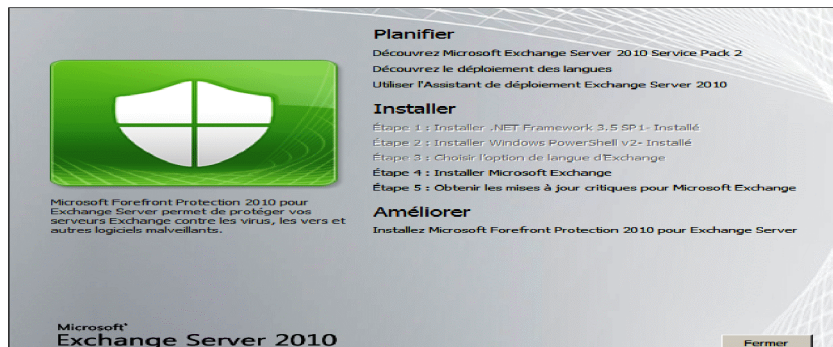 Planifier
Découvrez Microsoft Exchange Server 2010 Service Pack 2
Découvrez le déploiement des langues
Utiliser l'Assistant de déploiement Exchange Server 2010
Installer
Étape 1 : Installer .NET Framework 3.5 SP1- Installé
Étape 2 : Installer Windows PowerShell v2- Installé
Étape 3 : Choisir l'option de langue d'Exchange
Étape 4 : Installer Microsoft Exchange
Étape 5 : Obtenir les mises à jour critiques pour Microsoft Exchange
Améliorer
Installez Microsoft Forefront Protection 2010 pour Exchange Server
Microsoft Forefront Protection 2010 pour
Exchange Server permet de protéger vos
serveurs Exchange contre les virus, les vers et
autres logiciels malveillants.
Microsoft®
Exchange Server 2010
Fermer